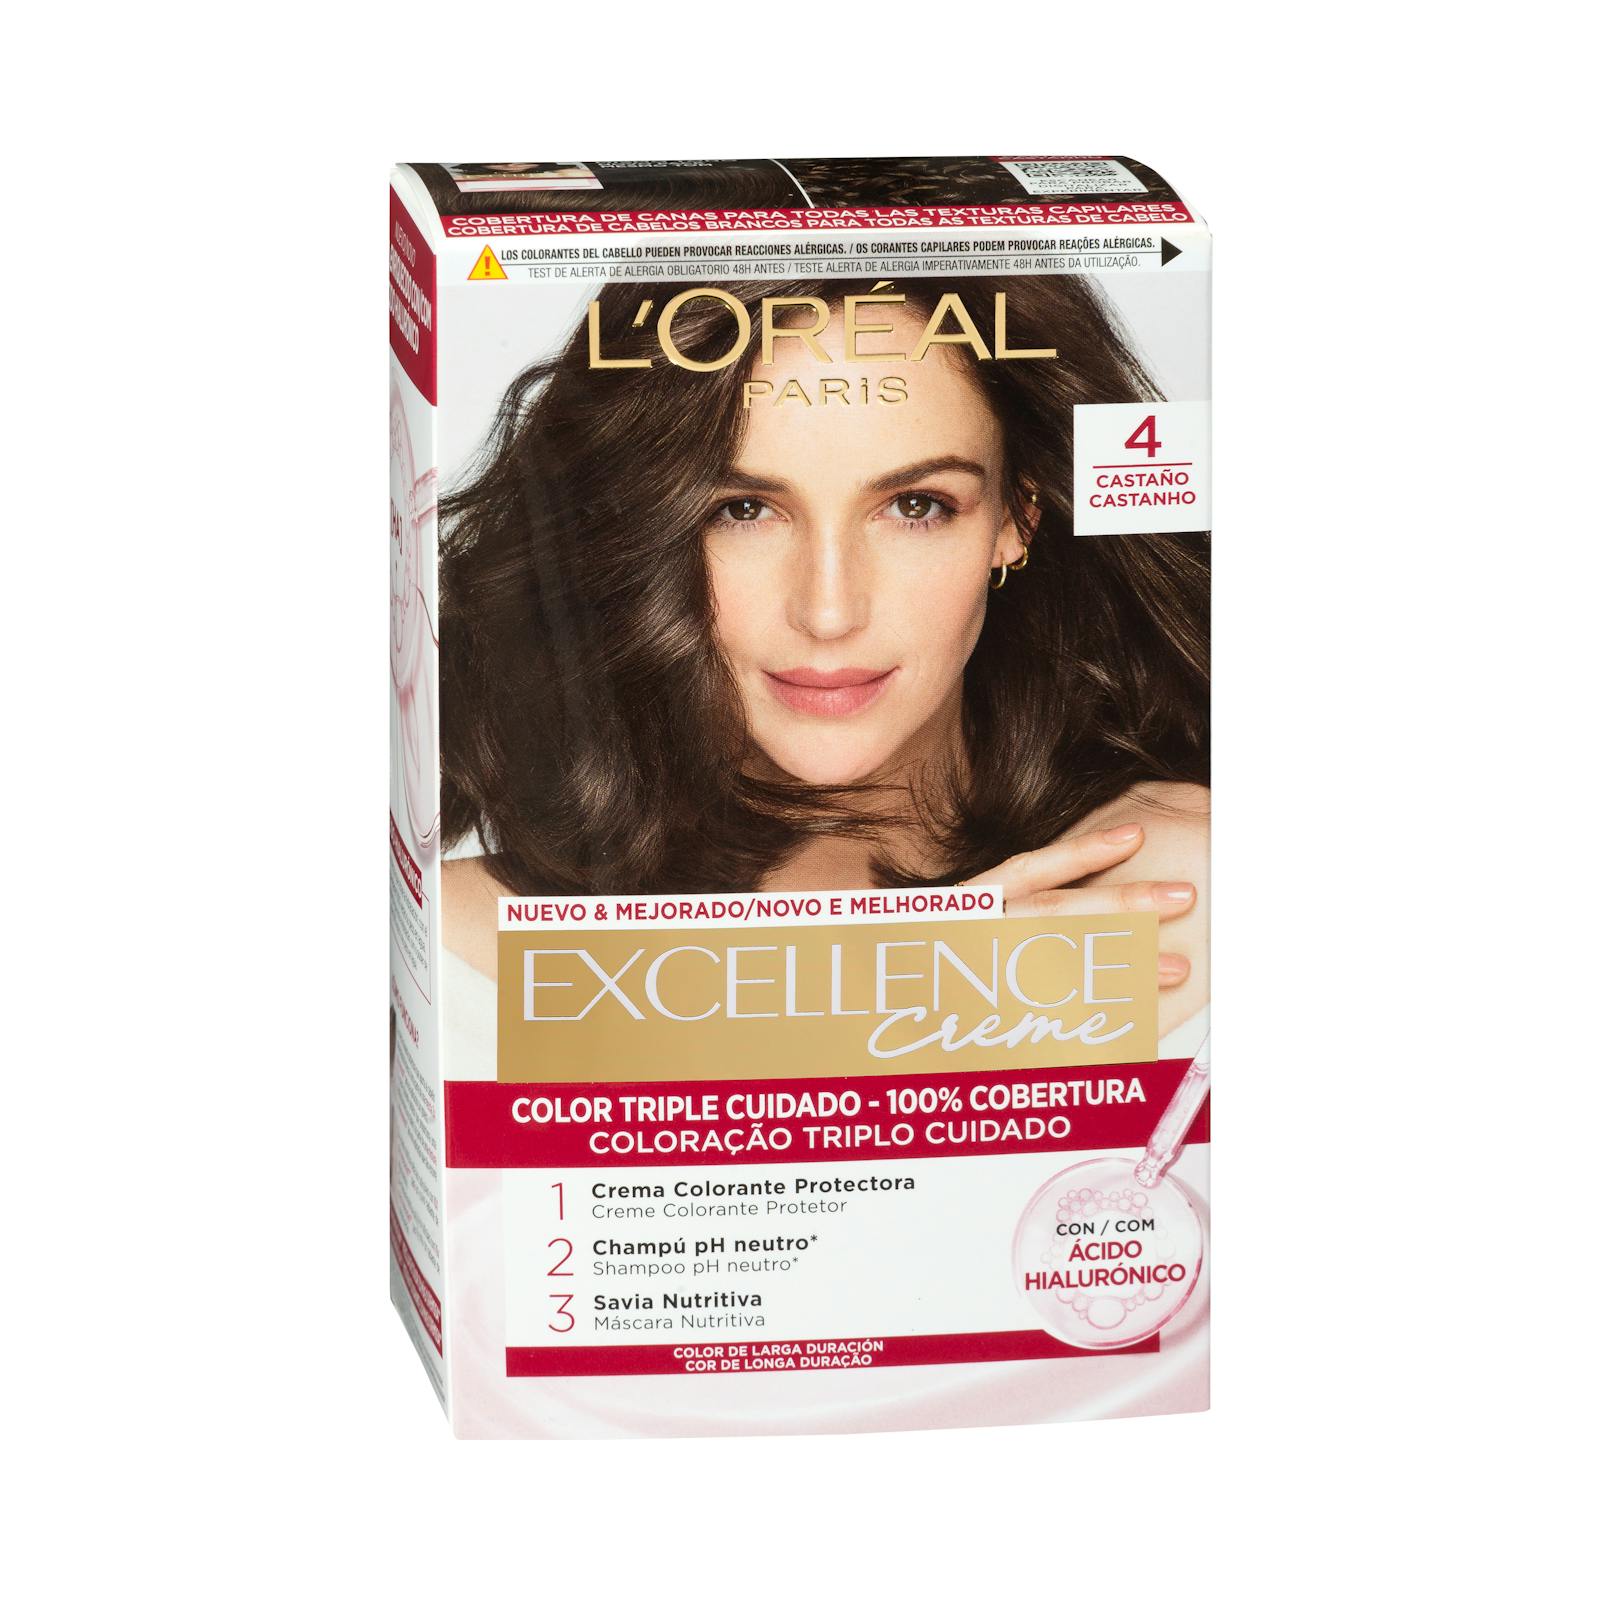 COBERTURA DE CANAS PARA TODAS LAS TEXTURAS CAPILARES
COBERTURA DE CABELOS BRANCOS PARA TODAS AS TEXTURAS DE CABELO
LOS COLORANTES DEL CABELLO PUEDEN PROVOCAR REACCIONES ALÉRGICAS. / OS CORANTES CAPILARES PODEM PROVOCAR REAÇÕES ALÉRGICAS.
TEST DE ALERTA DE ALERGIA OBLIGATORIO 48H ANTES / TESTE ALERTA DE ALERGIA IMPERATIVAMENTE 48H ANTES DA UTILIZAÇÃO.
L'ORÉAL
PARIS
4
CASTAÑO
CASTANHO
NUEVO & MEJORADO/NOVO E MELHORADO
EXCELLENCE
Creme
COLOR TRIPLE CUIDADO - 100% COBERTURA
COLORAÇÃO TRIPLO CUIDADO
1 Crema Colorante Protectora
Creme Colorante Protetor
2 Champú pH neutro*
Shampoo pH neutro*
3 Savia Nutritiva
Máscara Nutritiva
CON / COM
ÁCIDO
HIALURÓNICO
COLOR DE LARGA DURACIÓN
COR DE LONGA DURAÇÃO